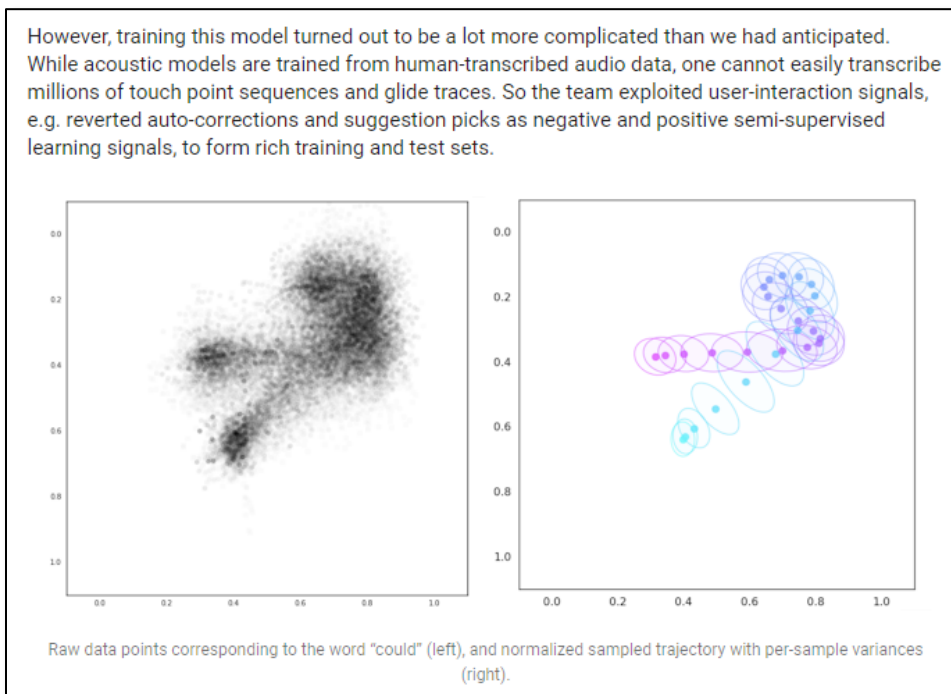 However, training this model turned out to be a lot more complicated than we had anticipated.
While acoustic models are trained from human-transcribed audio data, one cannot easily transcribe
millions of touch point sequences and glide traces. So the team exploited user-interaction signals,
e.g. reverted auto-corrections and suggestion picks as negative and positive semi-supervised
learning signals, to form rich training and test sets.
0.0
0.2
0.4
0.6
0.8
1.0
0.0 0.2 0.4 0.6 0.8 1.0
0.0
0.2
0.4
0.6
0.8
1.0
0.0 0.2 0.4 0.6 0.8 1.0
Raw data points corresponding to the word “could” (left), and normalized sampled trajectory with per-sample variances
(right).